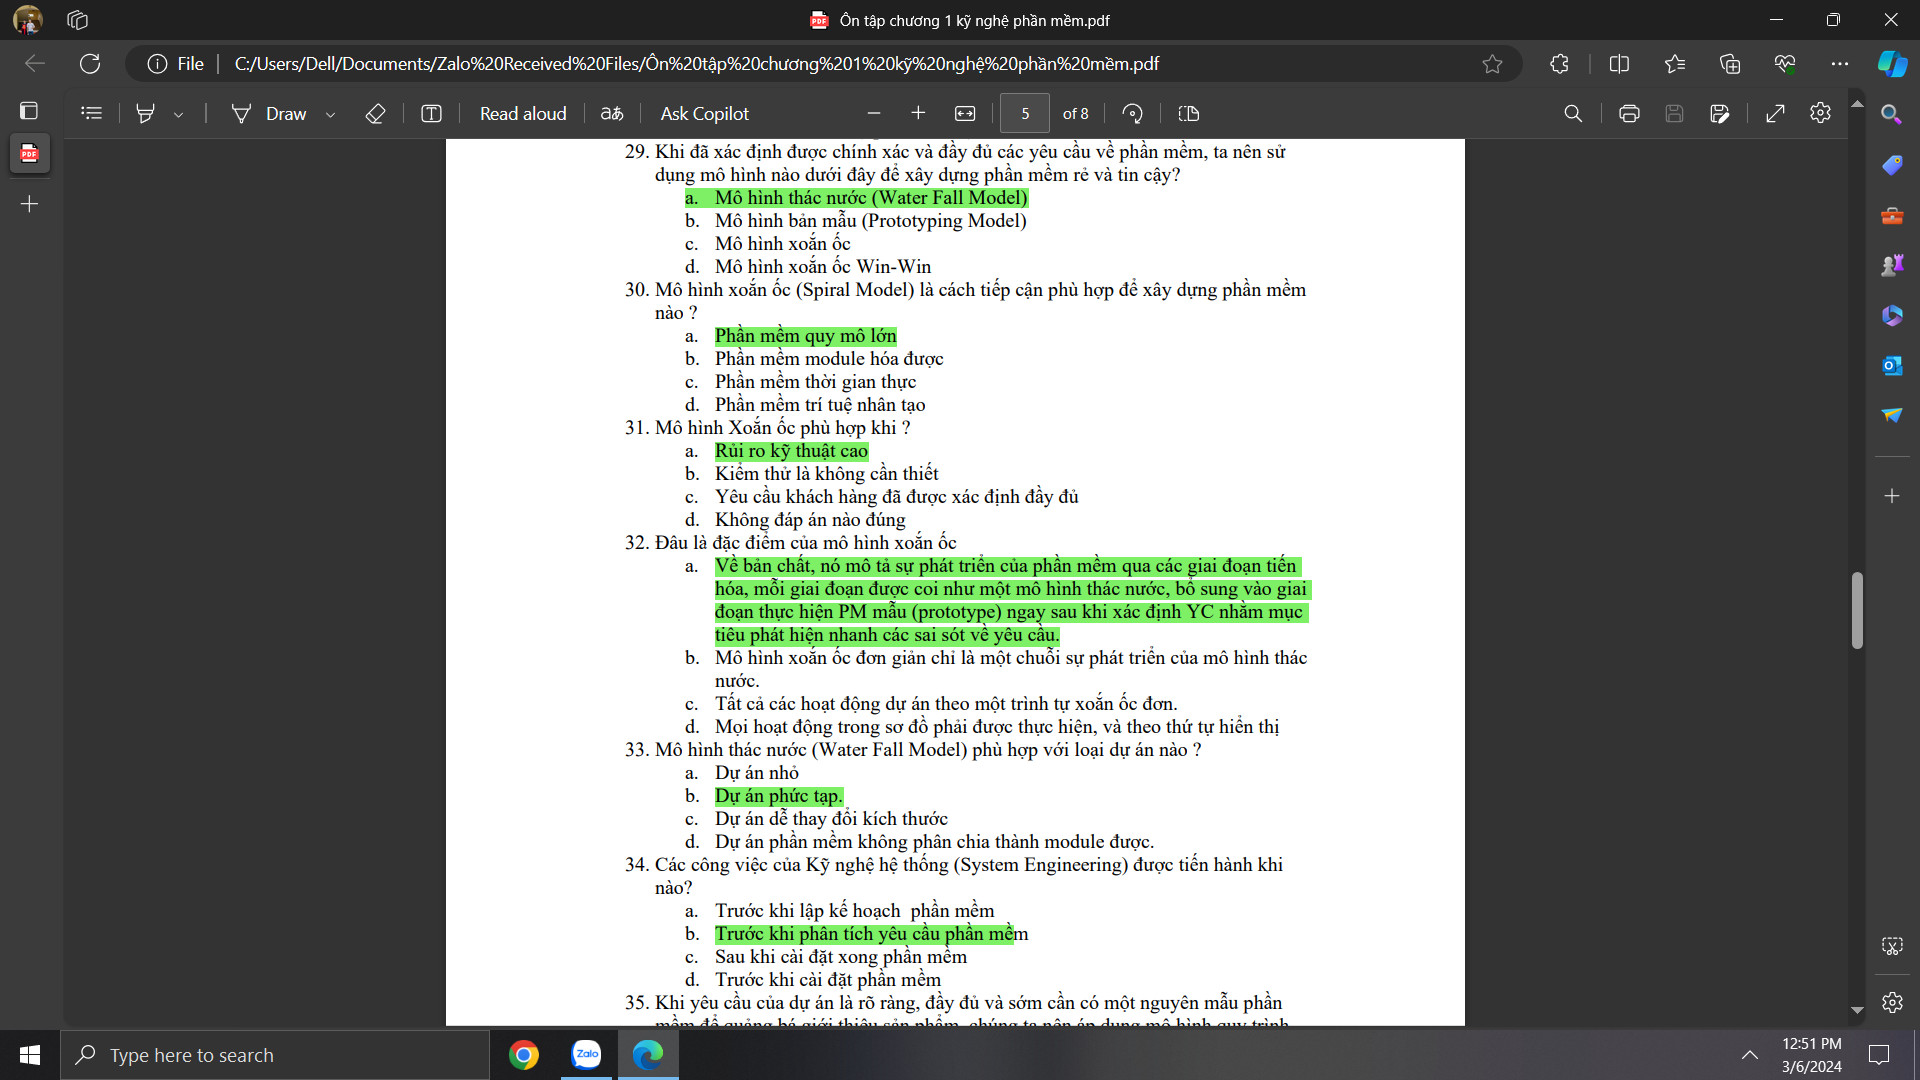 Ôn tập chương 1 kỹ nghệ phần mềm.pdf
File
C:/Users/Dell/Documents/Zalo%20Received%20Files/Ôn%20tập%20chương%201%20kỹ%20nghệ%20phần%20mềm.pdf
Draw
Read aloud
aあ
Ask Copilot
5
of 8
29. Khi đã xác định được chính xác và đầy đủ các yêu cầu về phần mềm, ta nên sử
dụng mô hình nào dưới đây để xây dựng phần mềm rẻ và tin cậy?
a. Mô hình thác nước (Water Fall Model)
b. Mô hình bản mẫu (Prototyping Model)
c. Mô hình xoắn ốc
d. Mô hình xoắn ốc Win-Win
30. Mô hình xoắn ốc (Spiral Model) là cách tiếp cận phù hợp để xây dựng phần mềm
nào ?
a. Phần mềm quy mô lớn
b. Phần mềm module hóa được
c. Phần mềm thời gian thực
d. Phần mềm trí tuệ nhân tạo
31. Mô hình Xoắn ốc phù hợp khi ?
a. Rủi ro kỹ thuật cao
b. Kiểm thử là không cần thiết
c. Yêu cầu khách hàng đã được xác định đầy đủ
d. Không đáp án nào đúng
32. Đâu là đặc điểm của mô hình xoắn ốc
a. Về bản chất, nó mô tả sự phát triển của phần mềm qua các giai đoạn tiến
hóa, mỗi giai đoạn được coi như một mô hình thác nước, bổ sung vào giai
đoạn thực hiện PM mẫu (prototype) ngay sau khi xác định YC nhằm mục
tiêu phát hiện nhanh các sai sót về yêu cầu.
b. Mô hình xoắn ốc đơn giản chỉ là một chuỗi sự phát triển của mô hình thác
nước.
c. Tất cả các hoạt động dự án theo một trình tự xoắn ốc đơn.
d. Mọi hoạt động trong sơ đồ phải được thực hiện, và theo thứ tự hiển thị
33. Mô hình thác nước (Water Fall Model) phù hợp với loại dự án nào ?
a. Dự án nhỏ
b. Dự án phức tạp.
c. Dự án dễ thay đổi kích thước
d. Dự án phần mềm không phân chia thành module được.
34. Các công việc của Kỹ nghệ hệ thống (System Engineering) được tiến hành khi
nào?
a. Trước khi lập kế hoạch phần mềm
b. Trước khi phân tích yêu cầu phần mềm
c. Sau khi cài đặt xong phần mềm
d. Trước khi cài đặt phần mềm
35. Khi yêu cầu của dự án là rõ ràng, đầy đủ và sớm cần có một nguyên mẫu phần
mềm để quảng bá giới thiệu sản phẩm, chúng ta nên áp dụng mô hình quy trình
Type here to search
Zalo
12:51 PM
3/6/2024